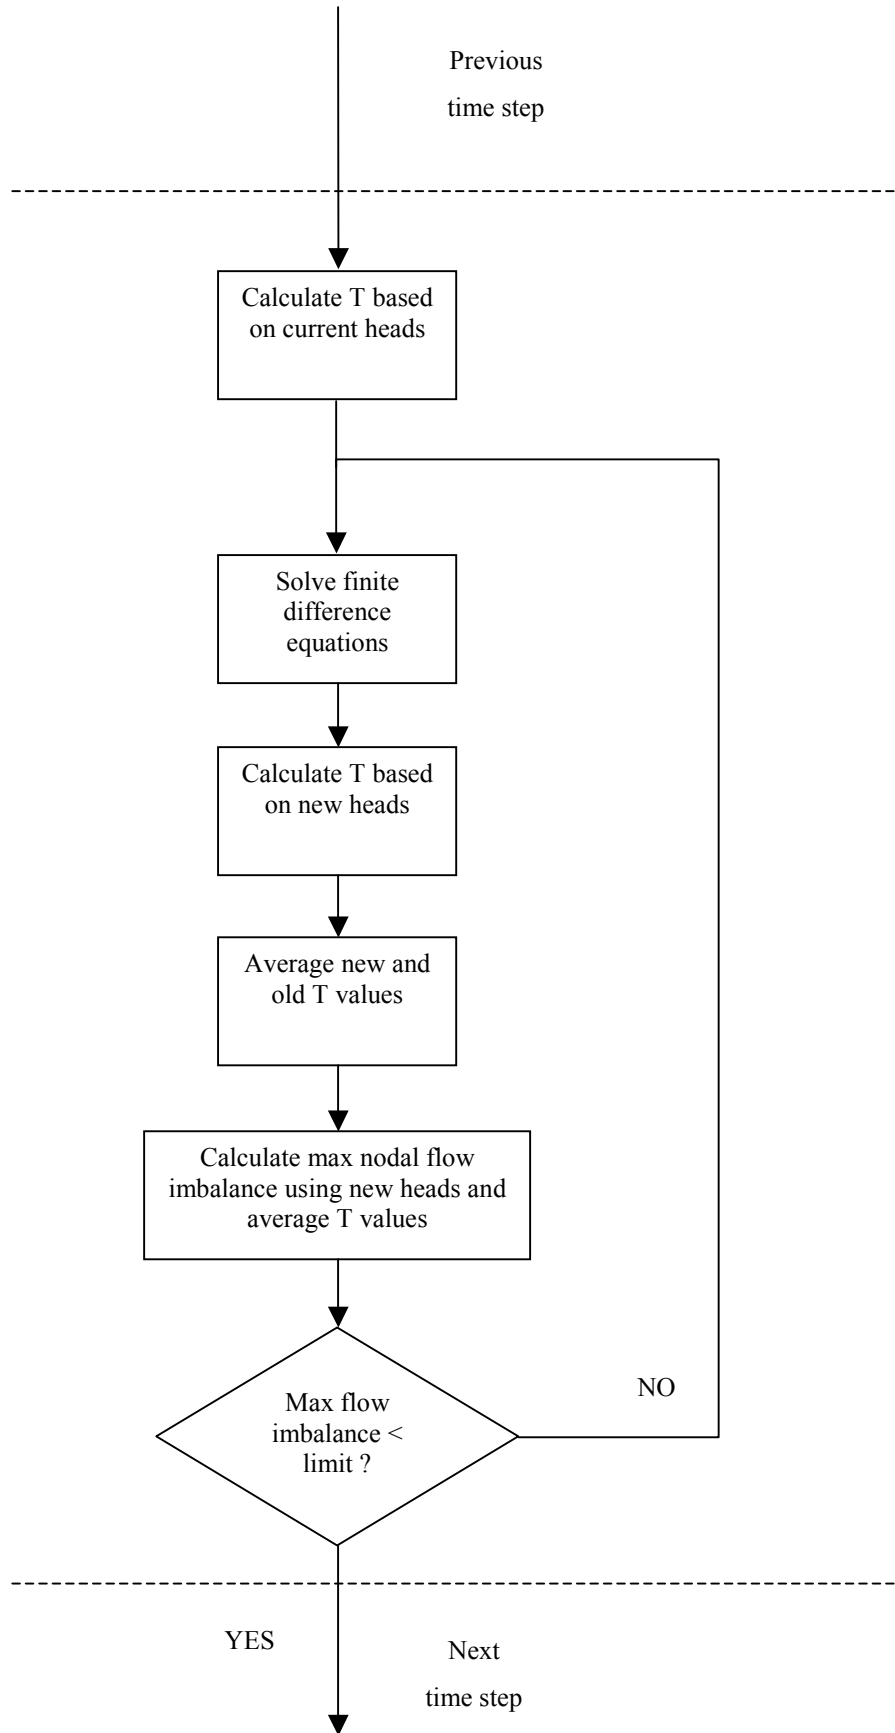 Previous
time step
Calculate T based
on current heads
Solve finite
difference
equations
Calculate T based
on new heads
Average new and
old T values
Calculate max nodal flow
imbalance using new heads and
average T values
Max flow
imbalance <
limit ?
NO
YES
Next
time step